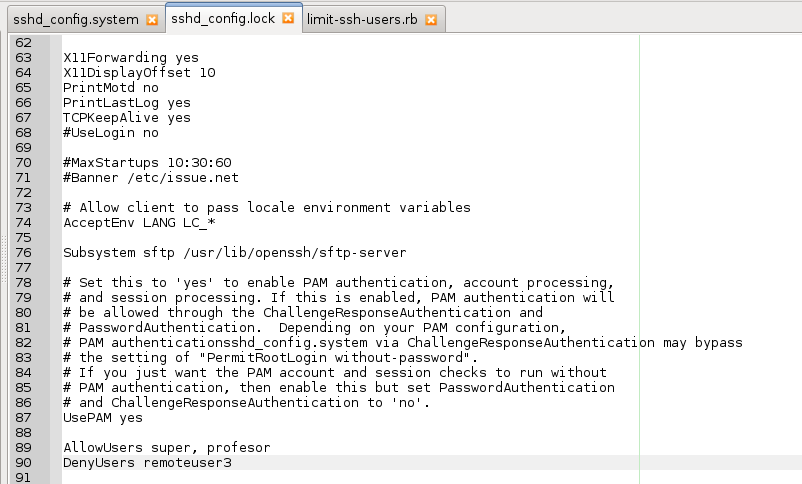 sshd_config.system
sshd_config.lock
limit-ssh-users.rb
62
63 X11Forwarding yes
64 X11DisplayOffset 10
65 PrintMotd no
66 PrintLastLog yes
67 TCPKeepAlive yes
68 #UseLogin no
69
70 #MaxStartups 10:30:60
71 #Banner /etc/issue.net
72
73 # Allow client to pass locale environment variables
74 AcceptEnv LANG LC_*
75
76 Subsystem sftp /usr/lib/openssh/sftp-server
77
78 # Set this to 'yes' to enable PAM authentication, account processing,
79 # and session processing. If this is enabled, PAM authentication will
80 # be allowed through the ChallengeResponseAuthentication and
81 # PasswordAuthentication.  Depending on your PAM configuration,
82 # PAM authenticationsshd_config.system via ChallengeResponseAuthentication may bypass
83 # the setting of "PermitRootLogin without-password".
84 # If you just want the PAM account and session checks to run without
85 # PAM authentication, then enable this but set PasswordAuthentication
86 # and ChallengeResponseAuthentication to 'no'.
87 UsePAM yes
88
89 AllowUsers super, profesor
90 DenyUsers remoteuser3
91